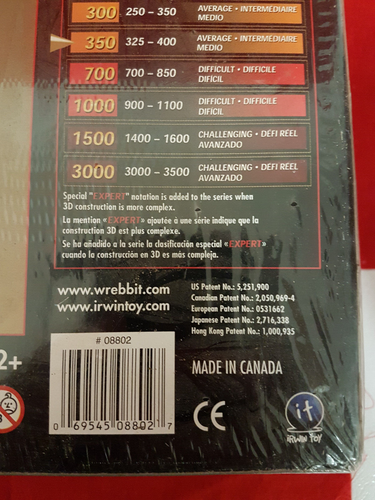 300 250 – 350 AVERAGE • INTERMÉDIAIRE
MEDIO
350 325 – 400 AVERAGE • INTERMÉDIAIRE
MEDIO
700 700 – 850 DIFFICULT • DIFFICILE
DIFÍCIL
1000 900 – 1100 DIFFICULT • DIFFICILE
DIFÍCIL
1500 1400 – 1600 CHALLENGING • DÉFI RÉEL
AVANZADO
3000 3000 – 3500 CHALLENGING • DÉFI RÉEL
AVANZADO
Special "EXPERT" notation is added to the series when
3D construction is more complex.
La mention «EXPERT» ajoutée à une série indique que la
construction 3D est plus complexe.
Se ha añadido a la serie la clasificación especial «EXPERT»
cuando la construcción en 3D es más compleja.
www.wrebbit.com
www.irwintoy.com
US Patent No.: 5,251,900
Canadian Patent No.: 2,050,969-4
European Patent No.: 0531662
Japanese Patent No.: 2,716,338
Hong Kong Patent No.: 1,000,935
2+
# 08802
0 69545 08802 7
MADE IN CANADA
CE
it
IRWIN TOY